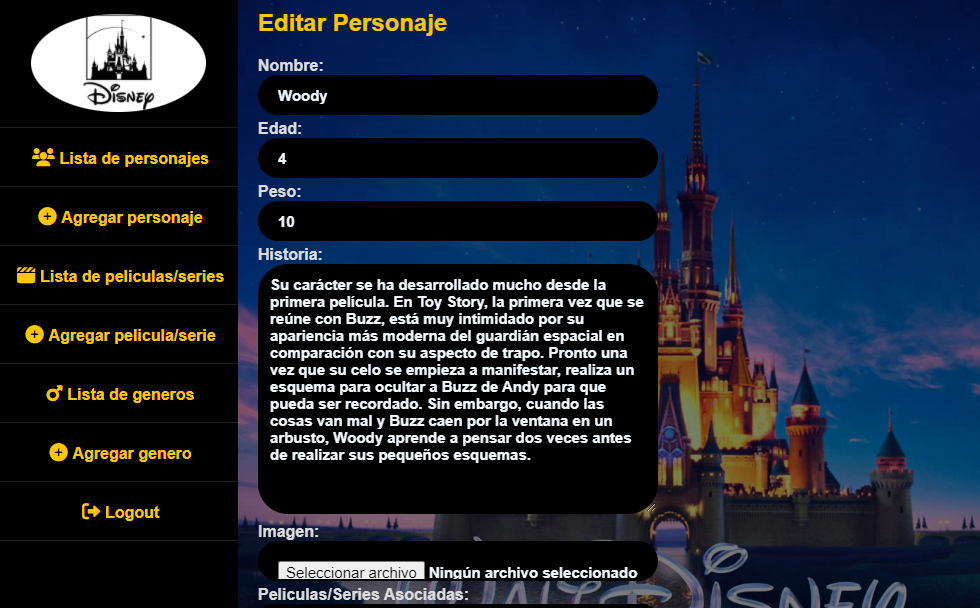 Disney
Lista de personajes
Agregar personaje
Lista de peliculas/series
Agregar pelicula/serie
Lista de generos
Agregar genero
Logout
Editar Personaje
Nombre:
Woody
Edad:
4
Peso:
10
Historia:
Su carácter se ha desarrollado mucho desde la
primera película. En Toy Story, la primera vez que se
reúne con Buzz, está muy intimidado por su
apariencia más moderna del guardián espacial en
comparación con su aspecto de trapo. Pronto una
vez que su celo se empieza a manifestar, realiza un
esquema para ocultar a Buzz de Andy para que
pueda ser recordado. Sin embargo, cuando las
cosas van mal y Buzz caen por la ventana en un
arbusto, Woody aprende a pensar dos veces antes
de realizar sus pequeños esquemas.
Imagen:
Seleccionar archivo Ningún archivo seleccionado
Peliculas/Series Asociadas:
WALT DISNEY